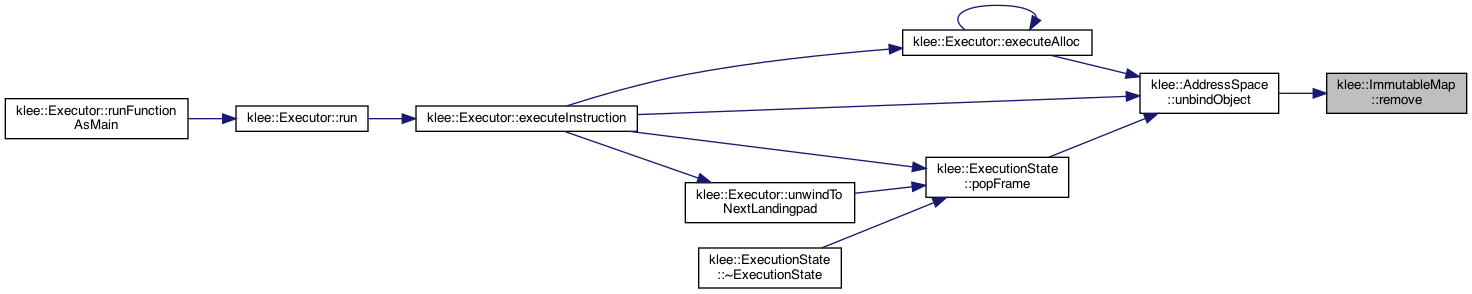 klee::Executor::runFunction
AsMain
klee::Executor::run
klee::Executor::executeInstruction
klee::Executor::executeAlloc
klee::Executor::unwindTo
NextLandingpad
klee::ExecutionState
::~ExecutionState
klee::ExecutionState
::popFrame
klee::AddressSpace
::unbindObject
klee::ImmutableMap
::remove